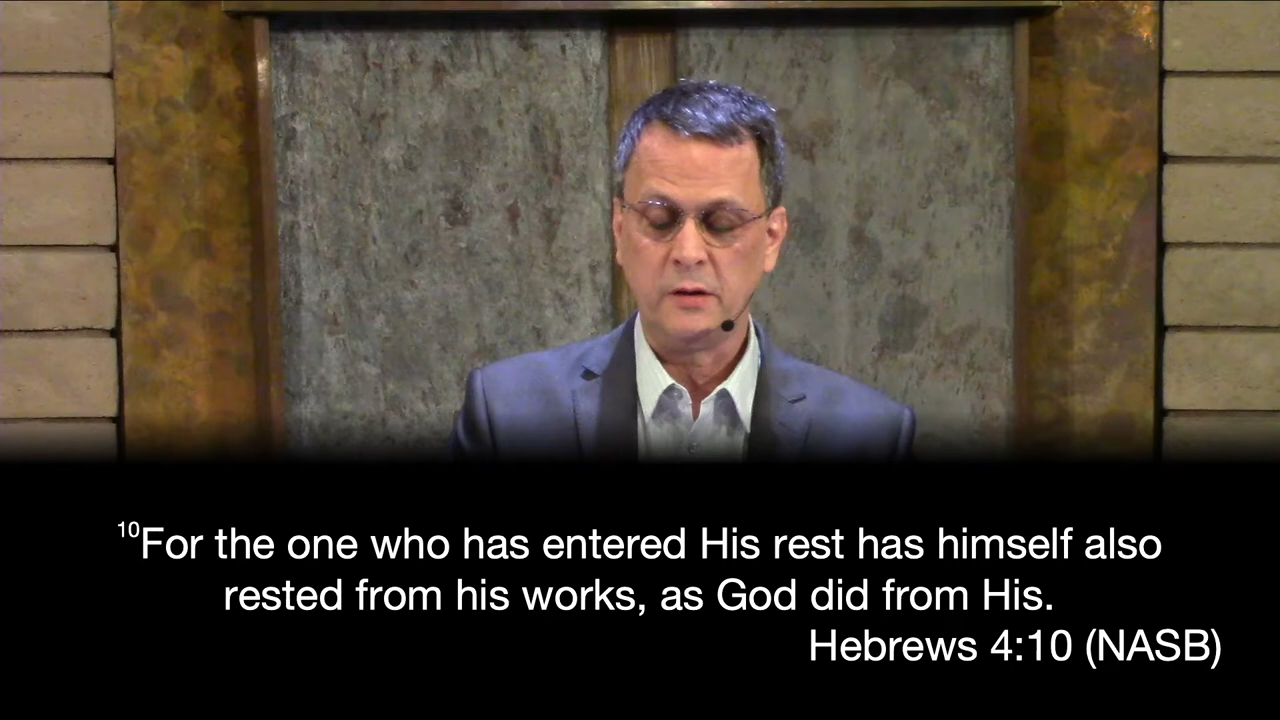 ¹⁰For the one who has entered His rest has himself also
rested from his works, as God did from His.
Hebrews 4:10 (NASB)